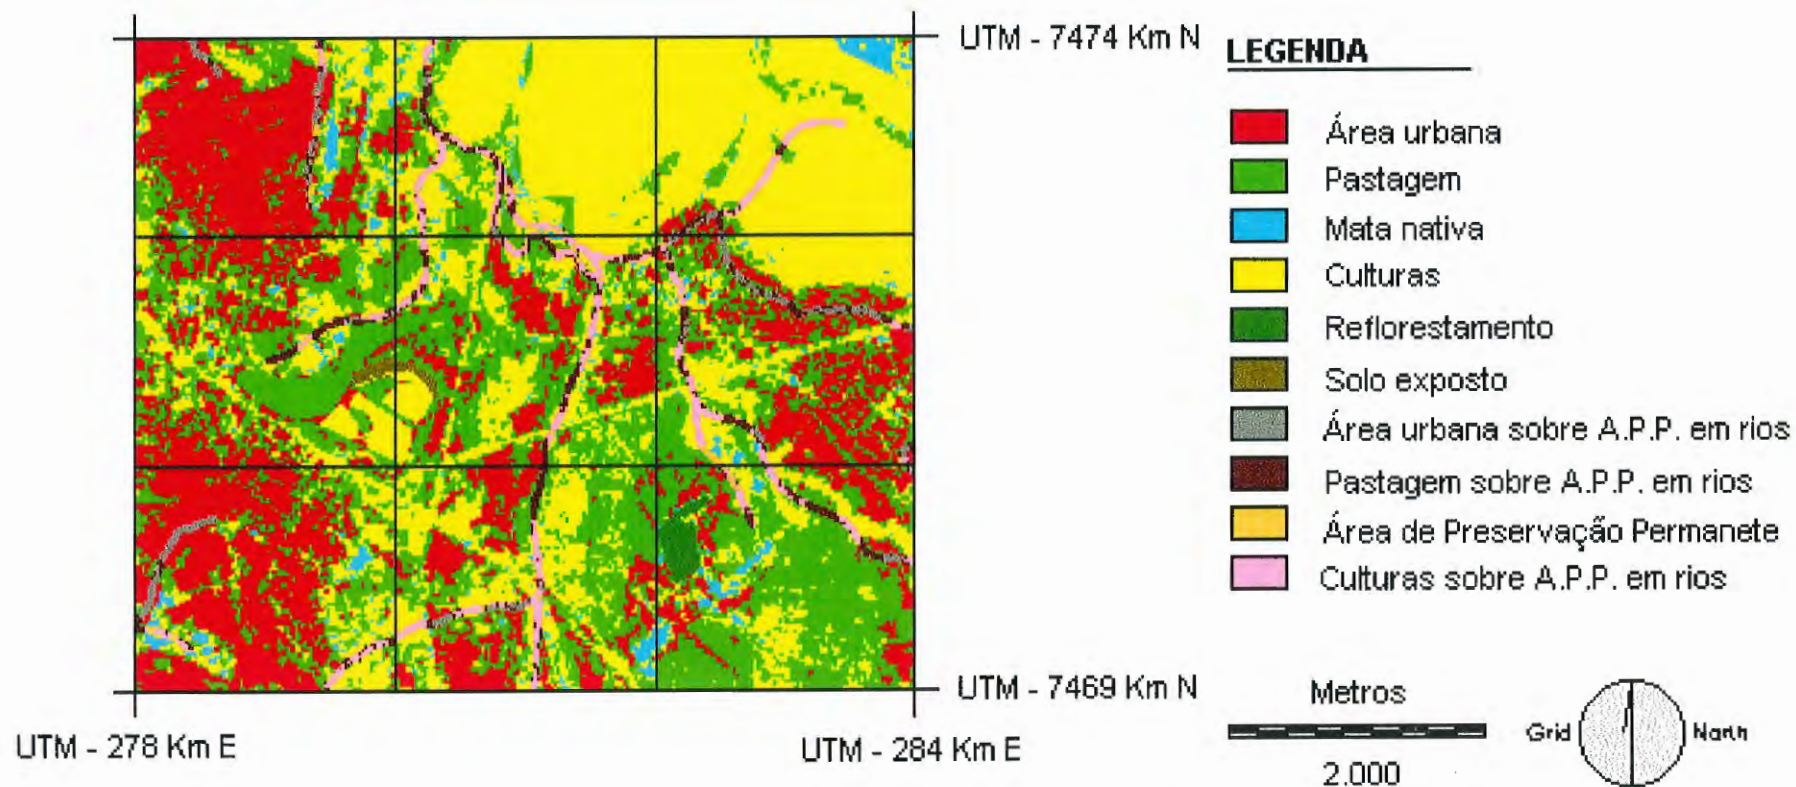 UTM - 7474 Km N
LEGENDA
Área urbana
Pastagem
Mata nativa
Culturas
Reflorestamento
Solo exposto
Área urbana sobre A.P.P. em rios
Pastagem sobre A.P.P. em rios
Área de Preservação Permanete
Culturas sobre A.P.P. em rios
UTM - 7469 Km N
UTM - 278 Km E
UTM - 284 Km E
Metros
2.000
Grid North